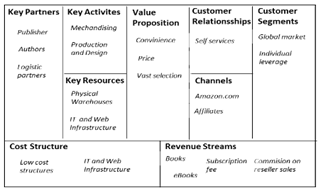 Key Partners
Publisher
Authors
Logistic
partners
Key Activites
Mechandising
Production
and Design
Key Resources
Physical
Warehouses
IT and Web
Infrastructure
Value
Proposition
Convinience
Price
Vast selection
Customer
Relationships
Self services
Channels
Amazon.com
Affiliates
Customer
Segments
Global market
Individual
leverage
Cost Structure
Low cost
structures
IT and Web
Infrastructure
Revenue Streams
Books
eBooks
Subscription
fee
Commision on
reseller sales